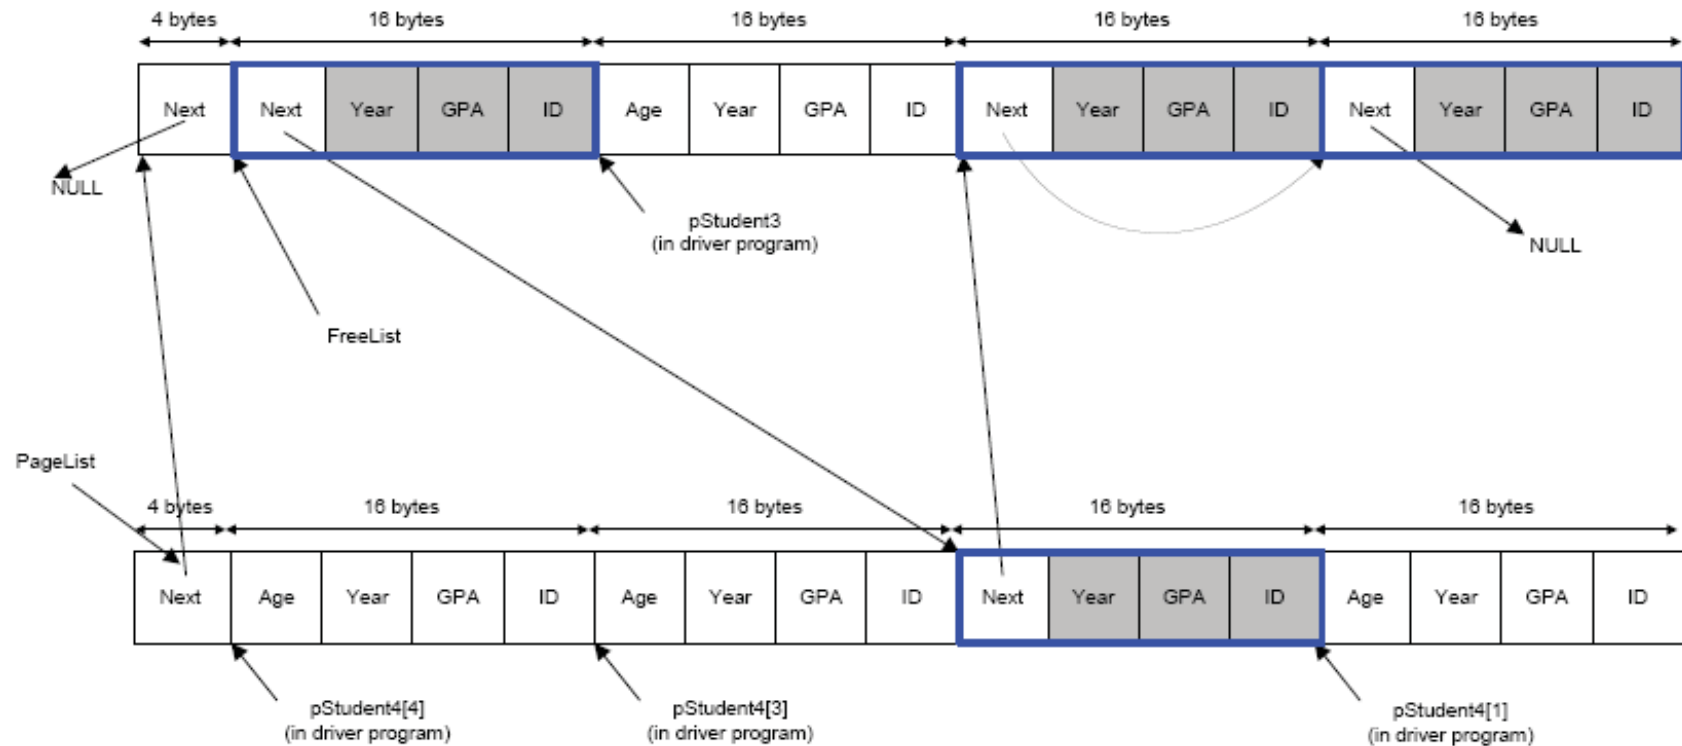 4 bytes 16 bytes 16 bytes 16 bytes 16 bytes
Next Next Year GPA ID Age Year GPA ID Next Year GPA ID Next Year GPA ID
NULL
pStudent3
(in driver program)
NULL
FreeList
PageList
4 bytes 16 bytes 16 bytes 16 bytes 16 bytes
Next Age Year GPA ID Age Year GPA ID Next Year GPA ID Age Year GPA ID
pStudent4[4]
(in driver program)
pStudent4[3]
(in driver program)
pStudent4[1]
(in driver program)